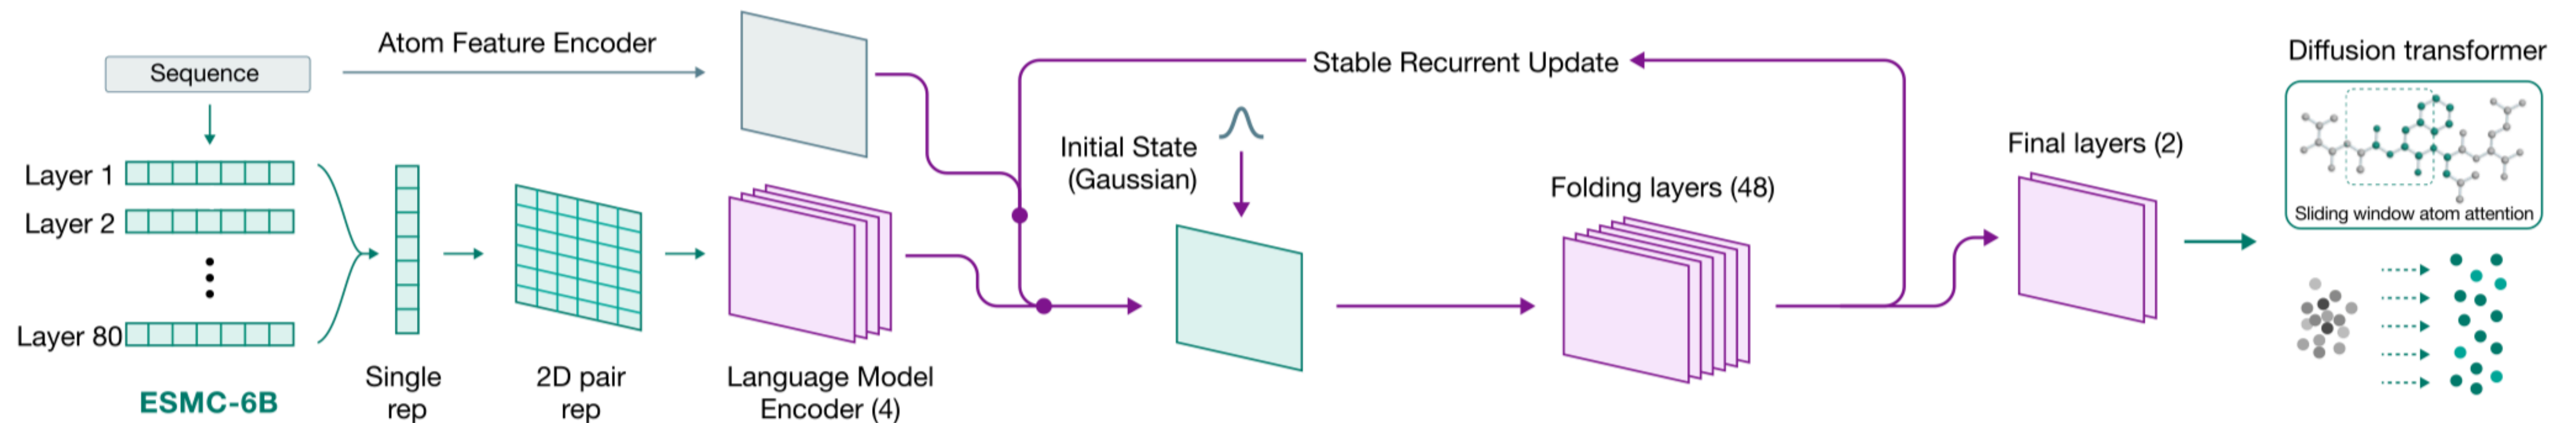 Sequence
Atom Feature Encoder
Layer 1
Layer 2
Layer 80
ESMC-6B
Single
rep
2D pair
rep
Language Model
Encoder (4)
Stable Recurrent Update
Initial State
(Gaussian)
Folding layers (48)
Final layers (2)
Diffusion transformer
Sliding window atom attention